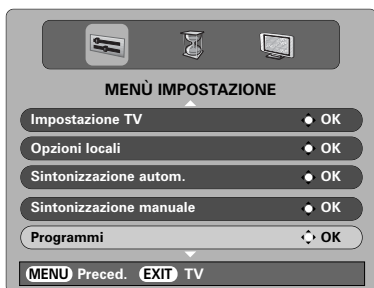 MENÙ IMPOSTAZIONE
Impostazione TV OK
Opzioni locali OK
Sintonizzazione autom. OK
Sintonizzazione manuale OK
Programmi OK
MENU Preced. EXIT TV